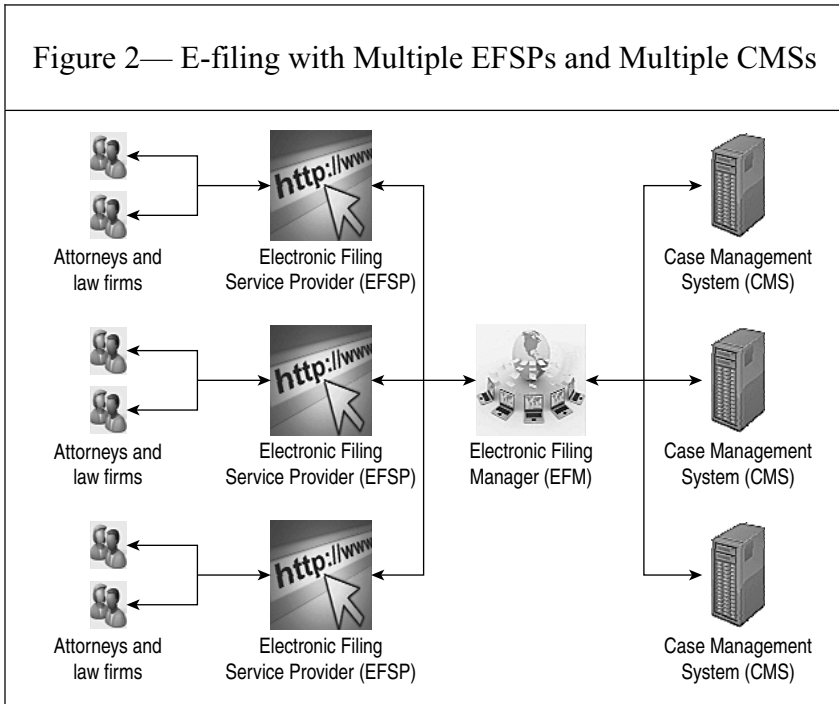 Figure 2— E-filing with Multiple EFSPs and Multiple CMSs
http://www
Attorneys and
law firms
Electronic Filing
Service Provider (EFSP)
Case Management
System (CMS)
http://www
Attorneys and
law firms
Electronic Filing
Service Provider (EFSP)
Electronic Filing
Manager (EFM)
Case Management
System (CMS)
http://www
Attorneys and
law firms
Electronic Filing
Service Provider (EFSP)
Case Management
System (CMS)